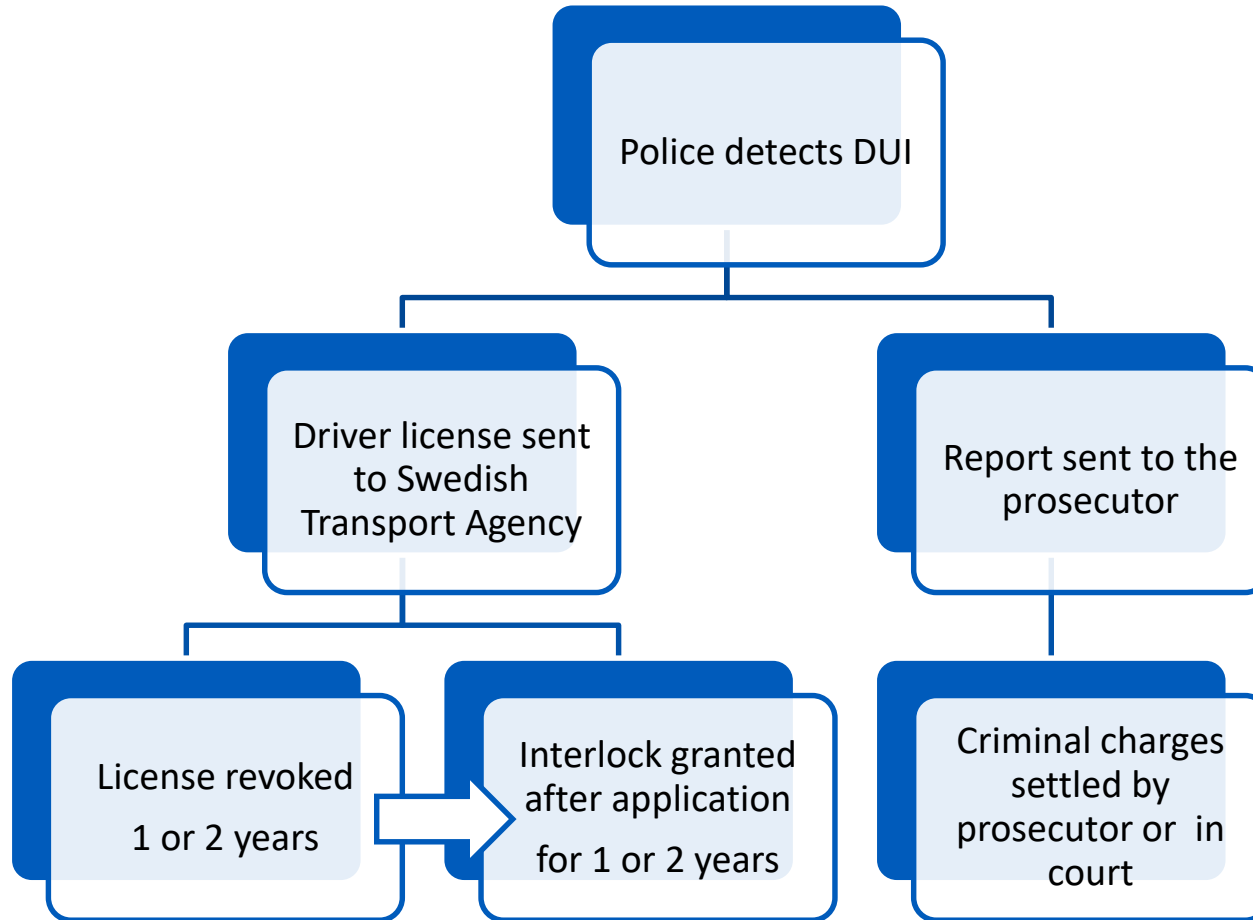 Police detects DUI
Driver license sent
to Swedish
Transport Agency
Report sent to the
prosecutor
License revoked
1 or 2 years
Interlock granted
after application
for 1 or 2 years
Criminal charges
settled by
prosecutor or  in
court